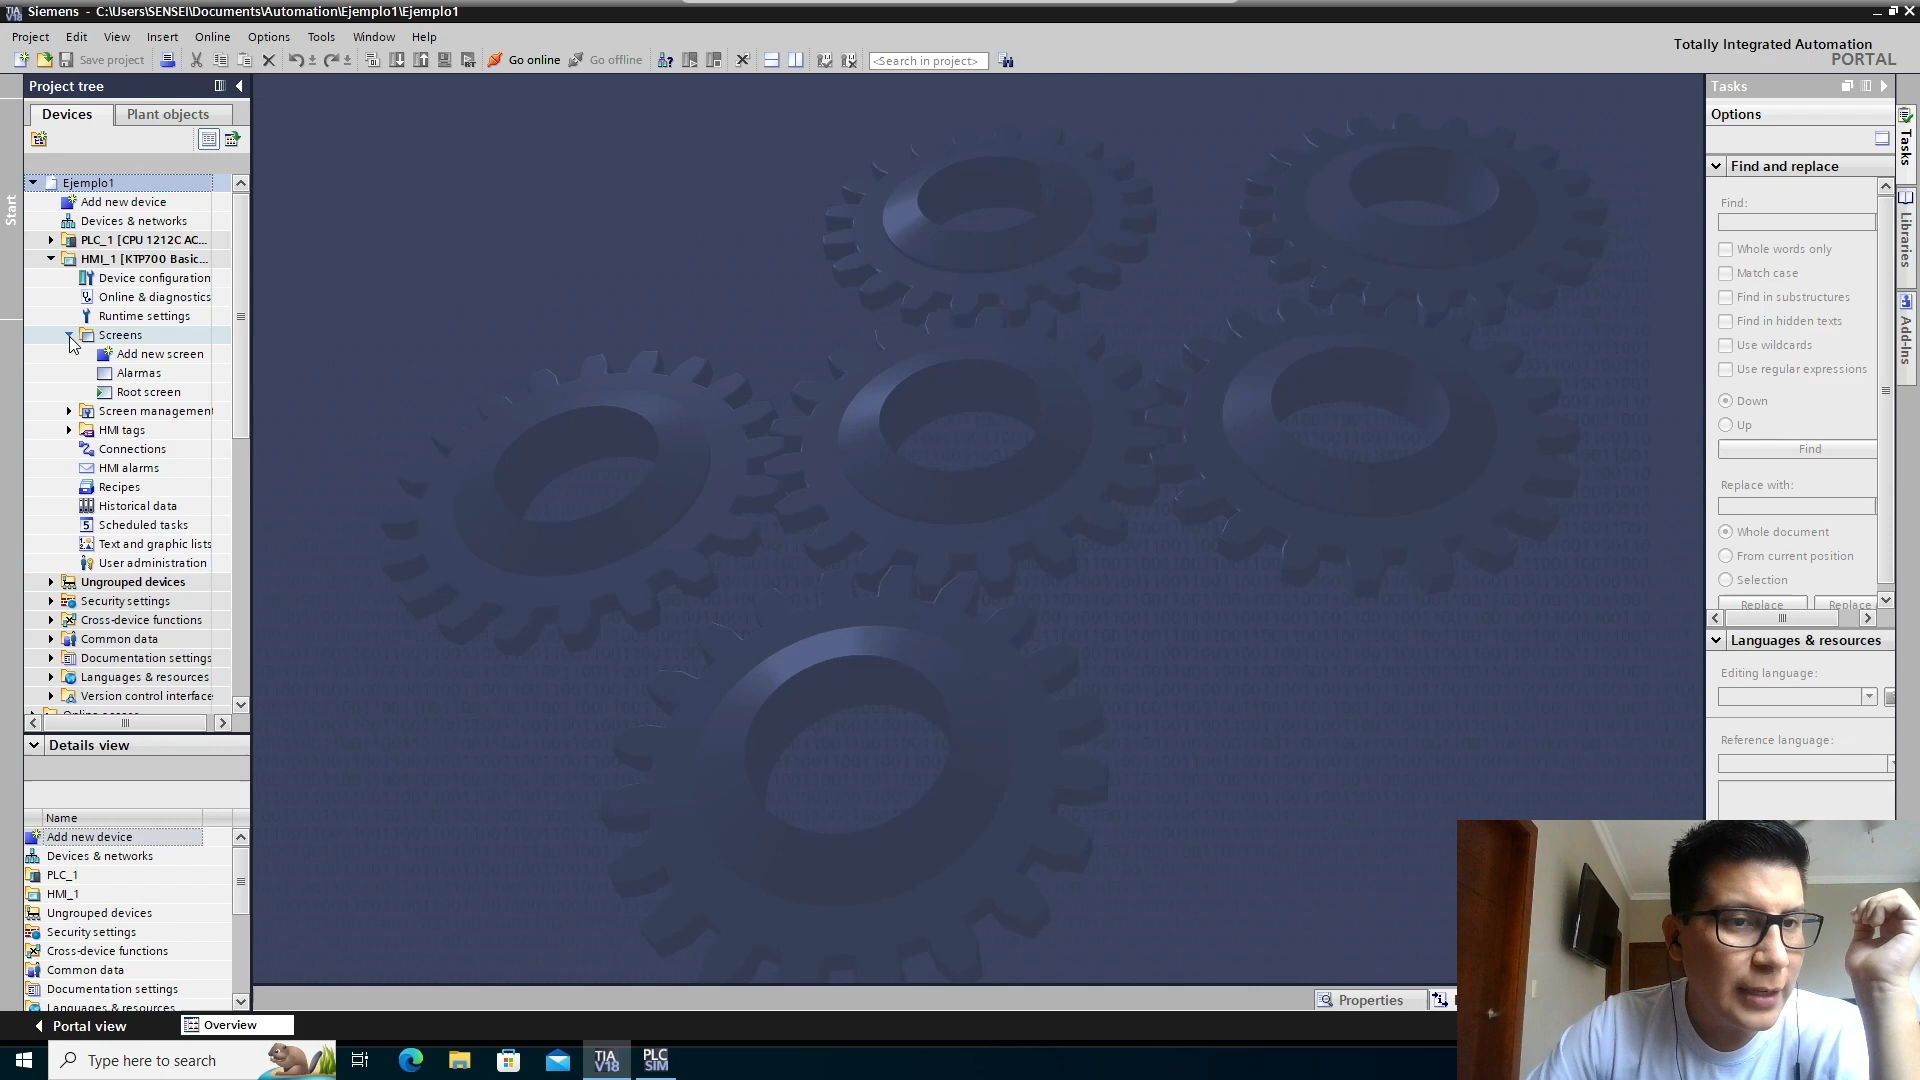 Siemens - C:\Users\SENSEI\Documents\Automation\Ejemplo1\Ejemplo1
Project Edit View Insert Online Options Tools Window Help
Totally Integrated Automation
PORTAL
Save project
Go online
Go offline
<Search in project>
Project tree
Devices
Plant objects
Start
Ejemplo1
Add new device
Devices & networks
PLC_1 [CPU 1212C AC...
HMI_1 [KTP700 Basic...
Device configuration
Online & diagnostics
Runtime settings
Screens
Add new screen
Alarmas
Root screen
Screen management
HMI tags
Connections
HMI alarms
Recipes
Historical data
Scheduled tasks
Text and graphic lists
User administration
Ungrouped devices
Security settings
Cross-device functions
Common data
Documentation settings
Languages & resources
Version control interface
Details view
Name
Add new device
Devices & networks
PLC_1
HMI_1
Ungrouped devices
Security settings
Cross-device functions
Common data
Documentation settings
Languages & resources
Portal view
Overview
Properties
Tasks
Options
Find and replace
Find:
Whole words only
Match case
Find in substructures
Find in hidden texts
Use wildcards
Use regular expressions
Down
Up
Find
Replace with:
Whole document
From current position
Selection
Replace
Replace
Languages & resources
Editing language:
Reference language:
Tasks
Libraries
Add-Ins
Type here to search
TIA
V18
PLC
SIM